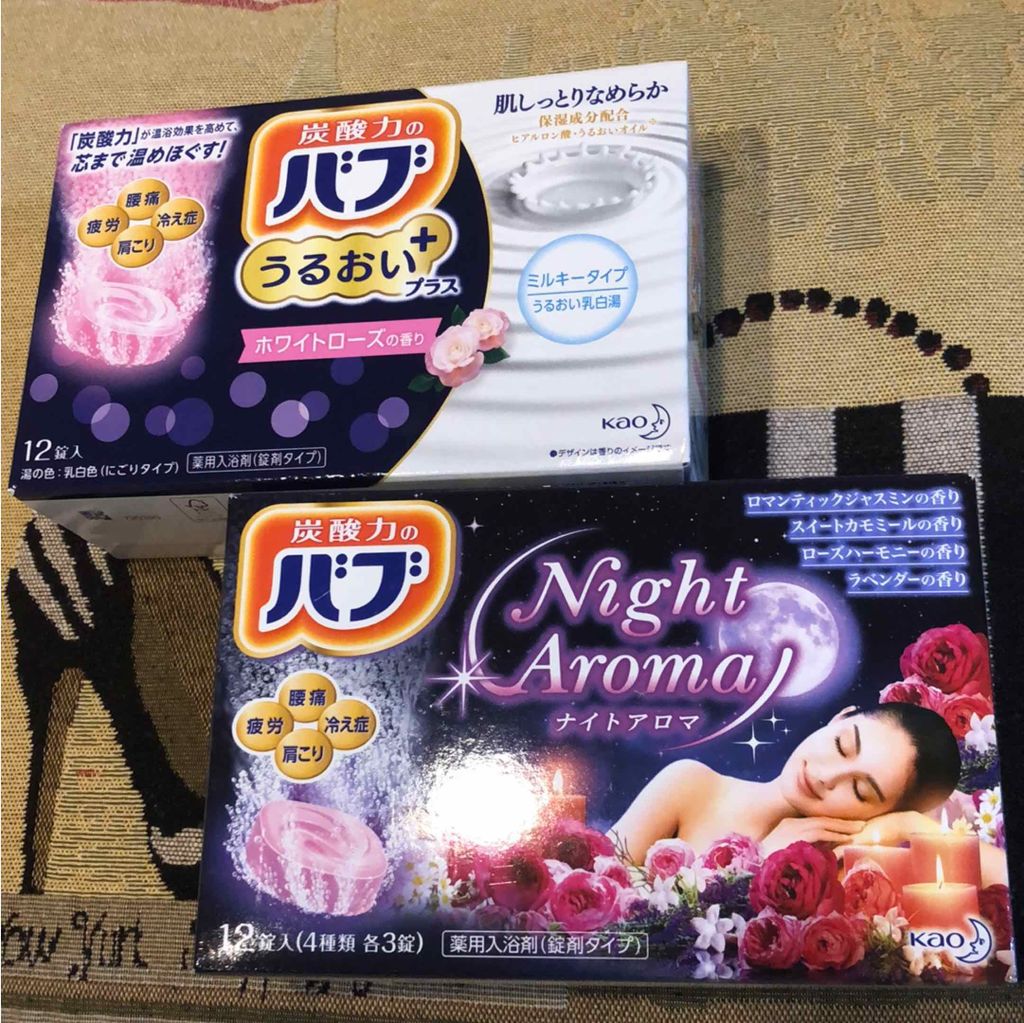 「炭酸力」が温浴効果を高めて、
芯まで温めほぐす!
腰痛
疲労
冷え症
肩こり
炭酸力の
バブ
うるおい+
プラス
ホワイトローズの香り
肌しっとりなめらか
保湿成分配合
ヒアルロン酸・うるおいオイル※
ミルキータイプ
うるおい乳白湯
Kao
●デザインは香りのイメージです
12錠入
湯の色:乳白色(にごりタイプ)
薬用入浴剤(錠剤タイプ)
炭酸力の
バブ
Night
Aroma
ナイトアロマ
ロマンティックジャスミンの香り
スイートカモミールの香り
ローズハーモニーの香り
ラベンダーの香り
腰痛
疲労
冷え症
肩こり
12錠入(4種類 各3錠)
薬用入浴剤(錠剤タイプ)
Kao